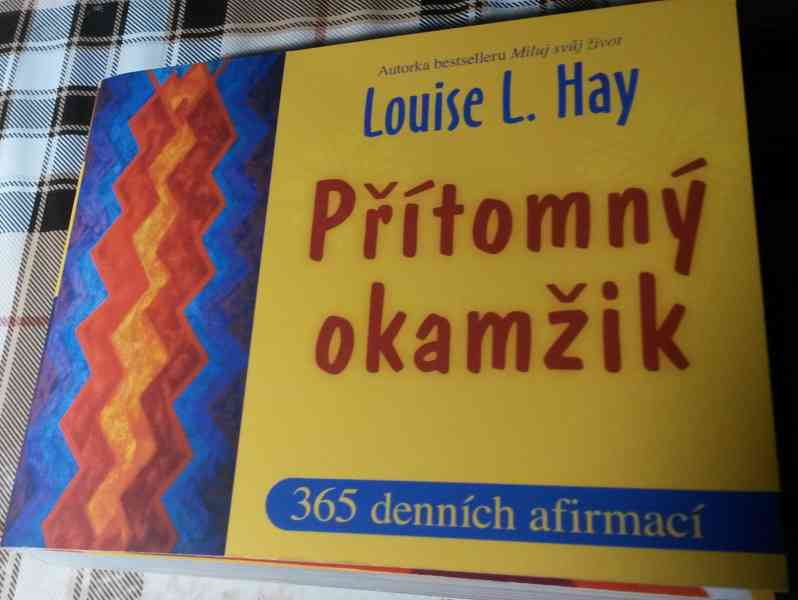 Autorka bestselleru Miluj svůj život
Louise L. Hay
Přítomný
okamžik
365 denních afirmací